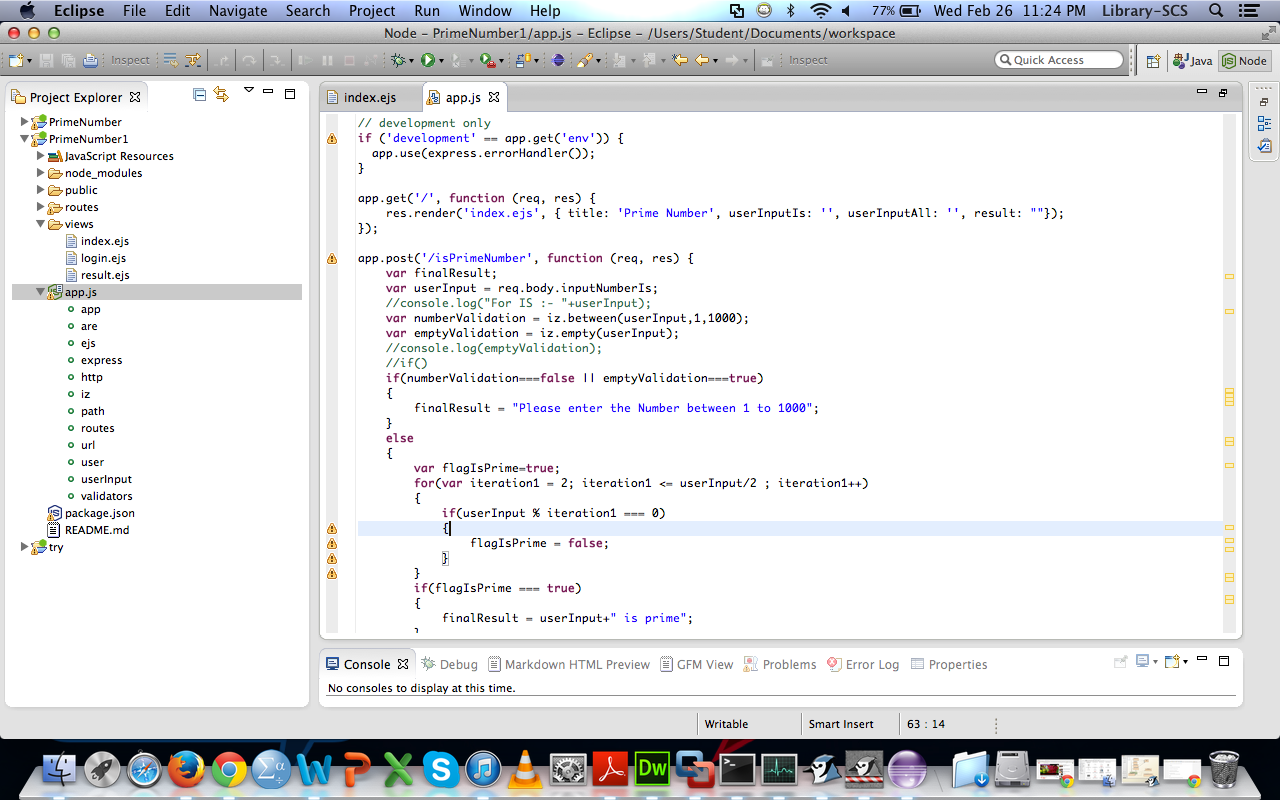 Eclipse File Edit Navigate Search Project Run Window Help 77% Wed Feb 26 11:24 PM Library-SCS
Node – PrimeNumber1/app.js – Eclipse – /Users/Student/Documents/workspace
Inspect Inspect Quick Access Java Node
Project Explorer
PrimeNumber
PrimeNumber1
JavaScript Resources
node_modules
public
routes
views
index.ejs
login.ejs
result.ejs
app.js
app
are
ejs
express
http
iz
path
routes
url
user
userInput
validators
package.json
README.md
try
index.ejs app.js
// development only
if ('development' == app.get('env')) {
app.use(express.errorHandler());
}
app.get('/', function (req, res) {
res.render('index.ejs', { title: 'Prime Number', userInputIs: '', userInputAll: '', result: ""});
});
app.post('/isPrimeNumber', function (req, res) {
var finalResult;
var userInput = req.body.inputNumberIs;
//console.log("For IS :- "+userInput);
var numberValidation = iz.between(userInput,1,1000);
var emptyValidation = iz.empty(userInput);
//console.log(emptyValidation);
//if()
if(numberValidation===false || emptyValidation===true)
{
finalResult = "Please enter the Number between 1 to 1000";
}
else
{
var flagIsPrime=true;
for(var iteration1 = 2; iteration1 <= userInput/2 ; iteration1++)
{
if(userInput % iteration1 === 0)
{
flagIsPrime = false;
}
}
if(flagIsPrime === true)
{
finalResult = userInput+" is prime";
}
Console Debug Markdown HTML Preview GFM View Problems Error Log Properties
No consoles to display at this time.
Writable Smart Insert 63 : 14
Dw